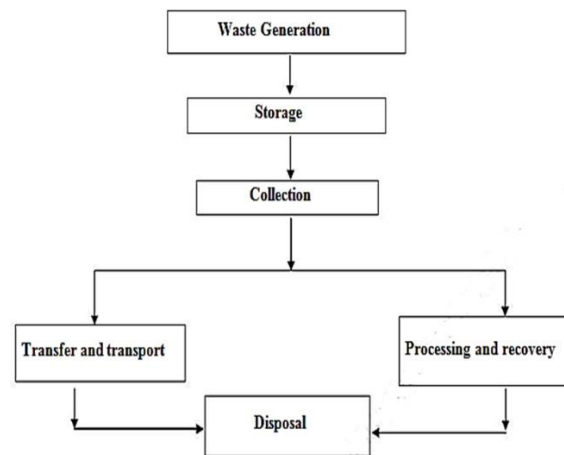 Waste Generation
Storage
Collection
Transfer and transport
Processing and recovery
Disposal